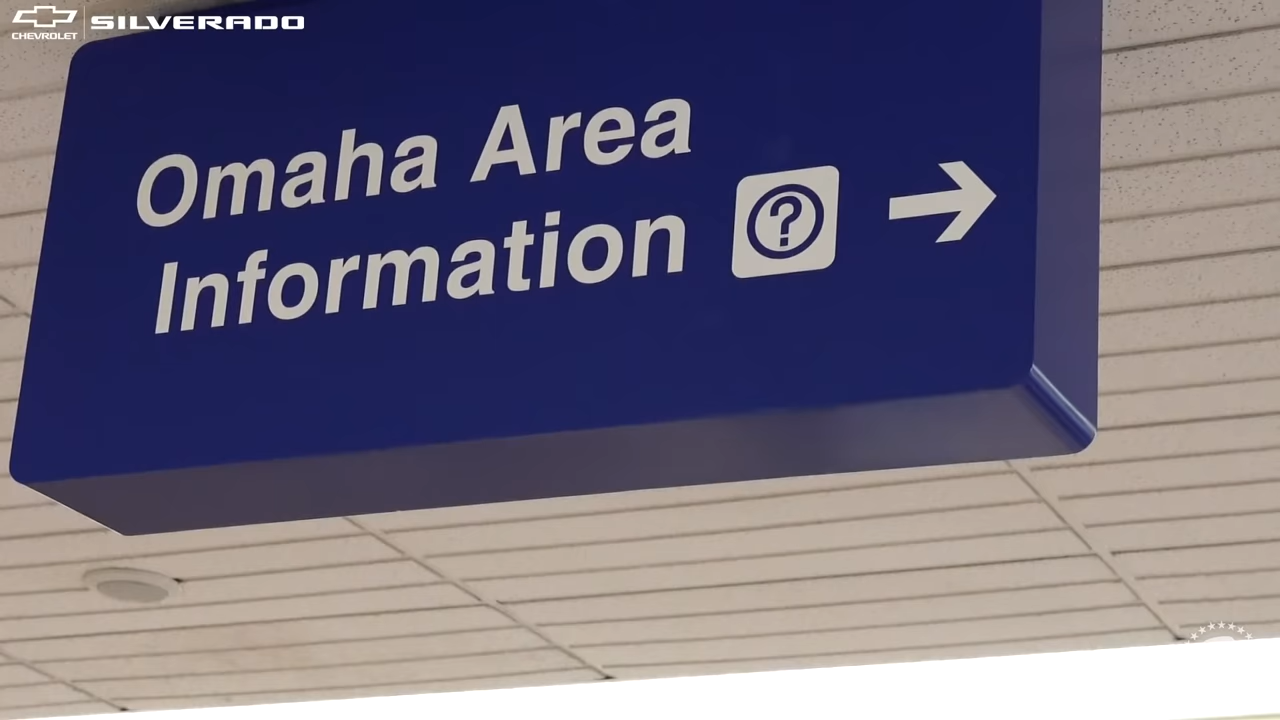 CHEVROLET
SILVERADO
Omaha Area
Information ? →